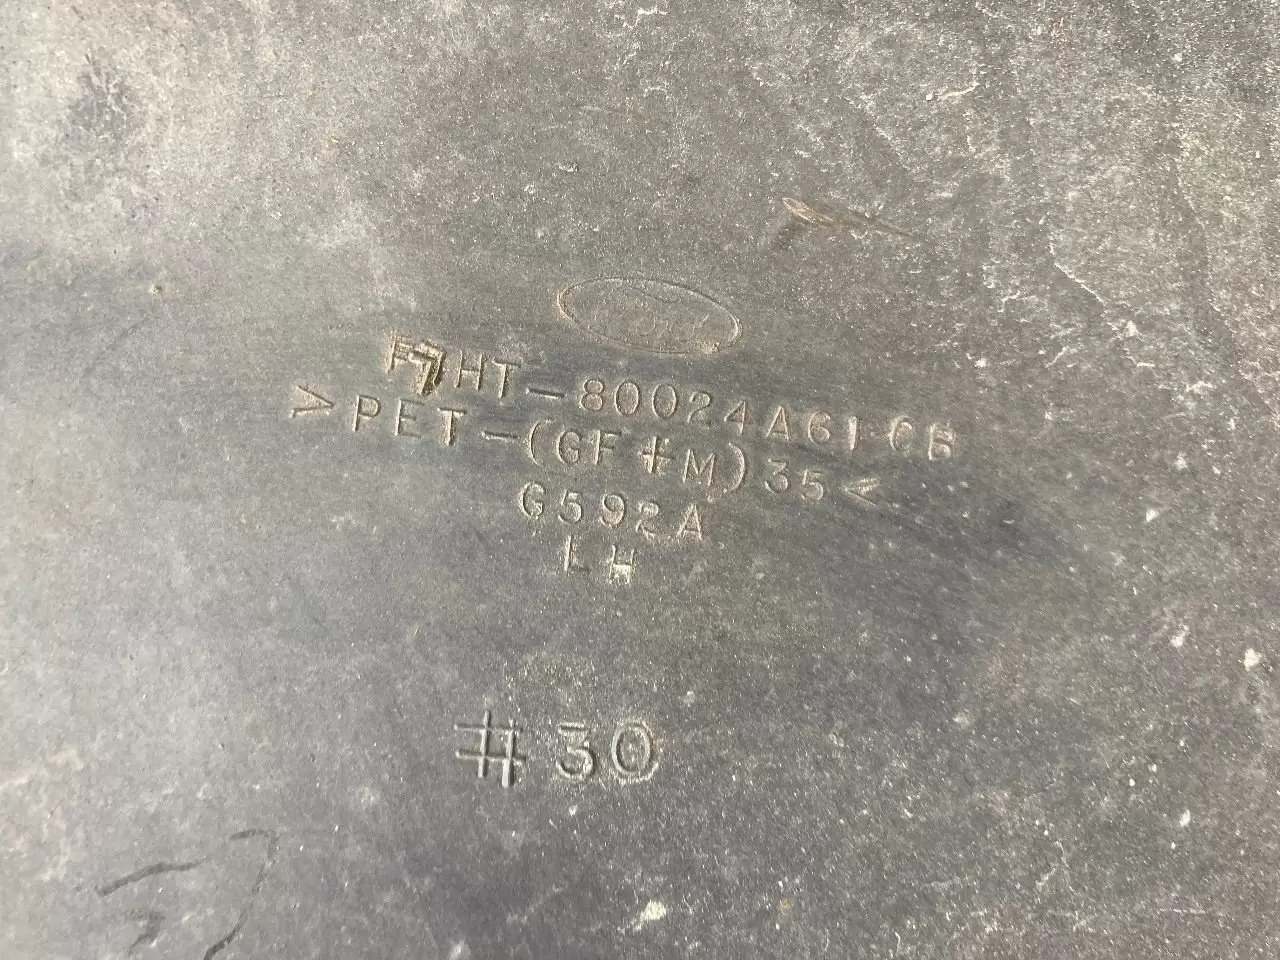 Ford
F7HT-80024A61-CB
>PET-(GF+M)35<
G592A
LH
#30